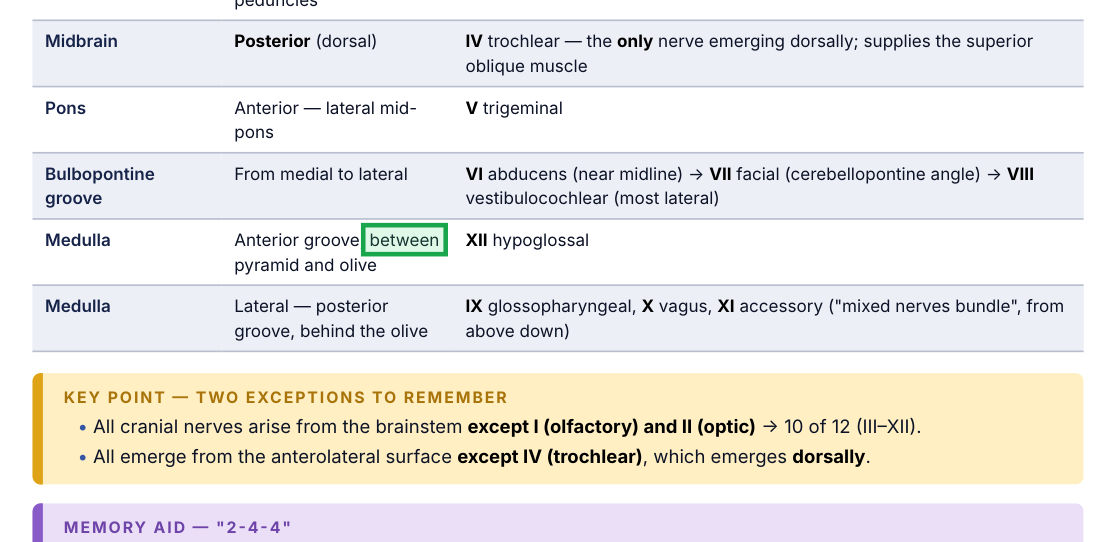 peduncles
Midbrain Posterior (dorsal) IV trochlear — the only nerve emerging dorsally; supplies the superior
oblique muscle
Pons Anterior — lateral mid-
pons V trigeminal
Bulbopontine
groove From medial to lateral VI abducens (near midline) → VII facial (cerebellopontine angle) → VIII
vestibulocochlear (most lateral)
Medulla Anterior groove between
pyramid and olive XII hypoglossal
Medulla Lateral — posterior
groove, behind the olive IX glossopharyngeal, X vagus, XI accessory ("mixed nerves bundle", from
above down)
KEY POINT — TWO EXCEPTIONS TO REMEMBER
• All cranial nerves arise from the brainstem except I (olfactory) and II (optic) → 10 of 12 (III–XII).
• All emerge from the anterolateral surface except IV (trochlear), which emerges dorsally.
MEMORY AID — "2-4-4"